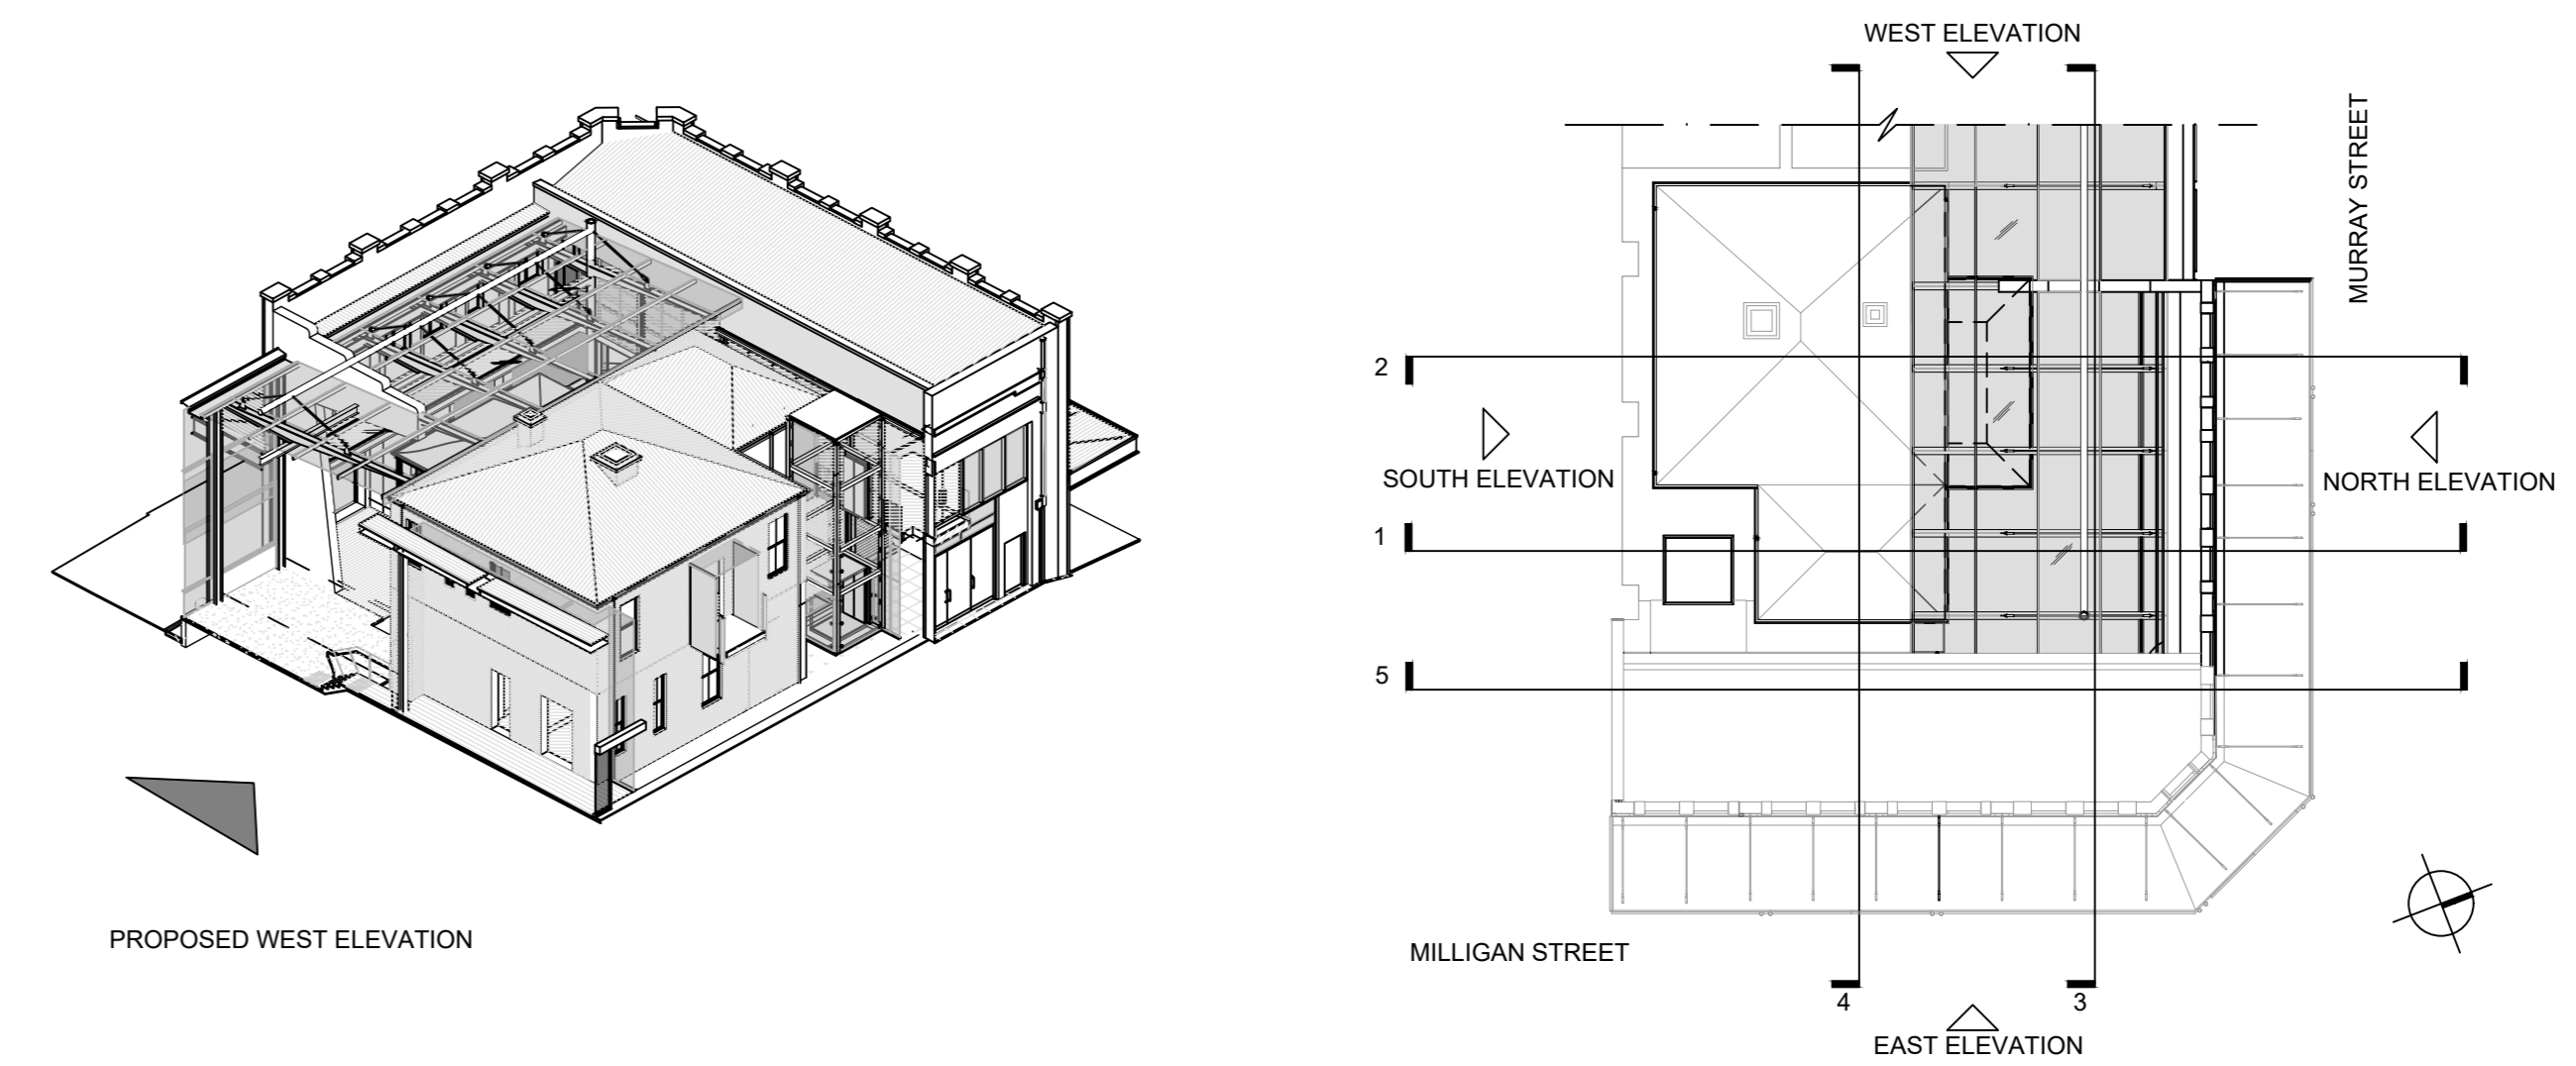 PROPOSED WEST ELEVATION
WEST ELEVATION
MURRAY STREET
2
SOUTH ELEVATION
NORTH ELEVATION
1
5
MILLIGAN STREET
4
3
EAST ELEVATION